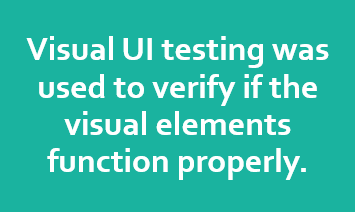 Visual UI testing was
used to verify if the
visual elements
function properly.